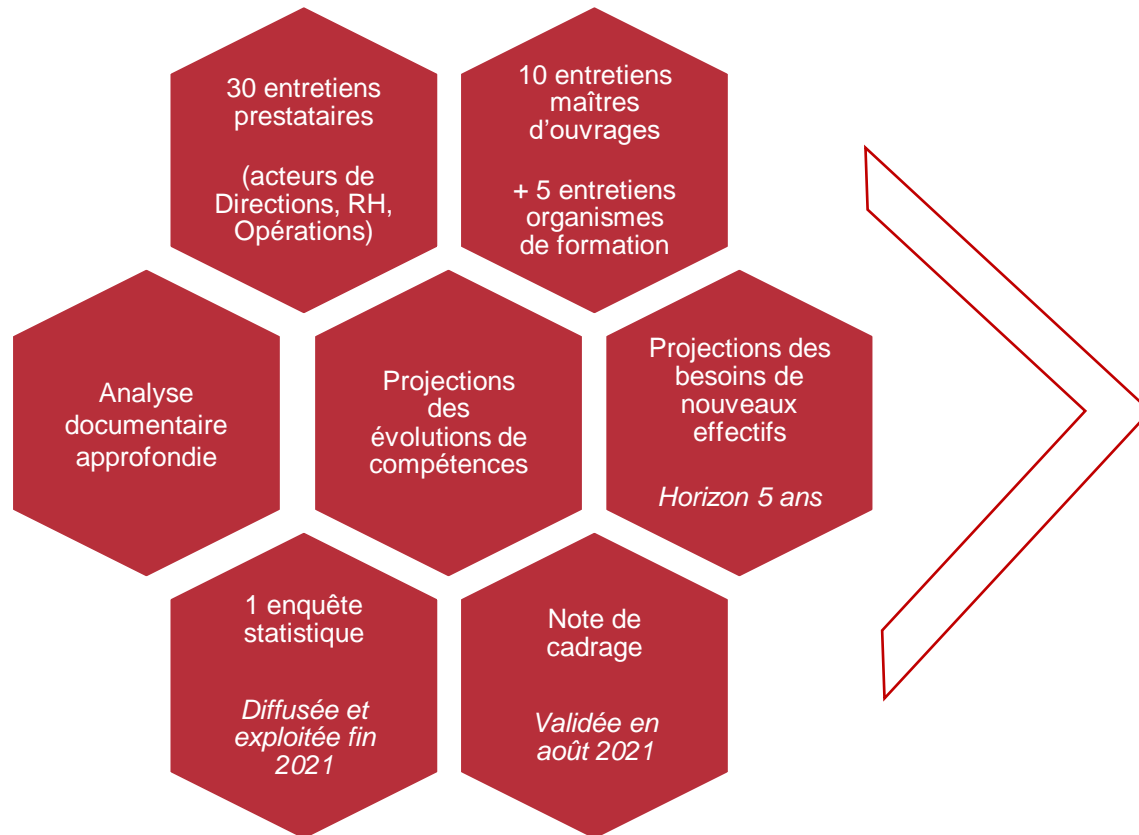 30 entretiens
prestataires
(acteurs de
Directions, RH,
Opérations)
10 entretiens
maîtres
d’ouvrages
+ 5 entretiens
organismes
de formation
Analyse
documentaire
approfondie
Projections
des
évolutions de
compétences
Projections des
besoins de
nouveaux
effectifs
Horizon 5 ans
1 enquête
statistique
Diffusée et
exploitée fin
2021
Note de
cadrage
Validée en
août 2021